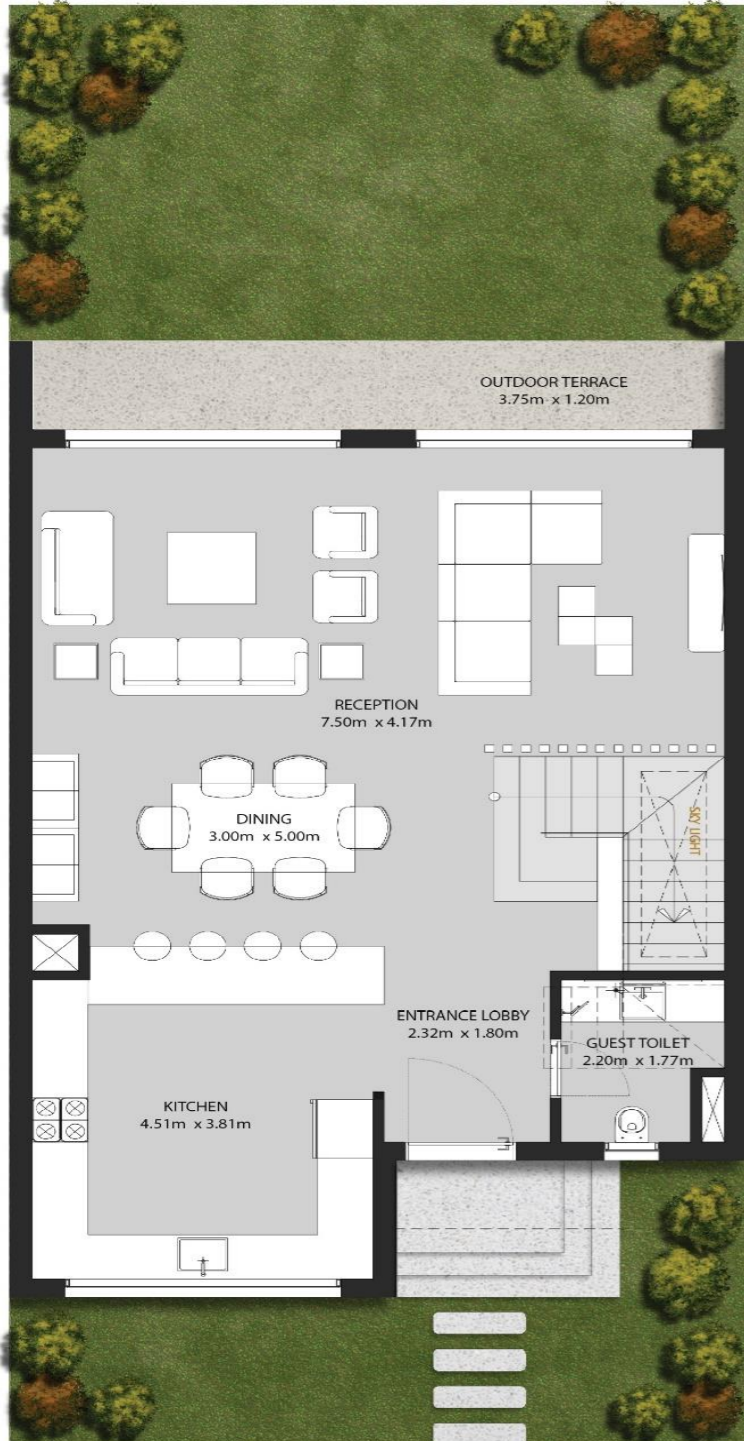 OUTDOOR TERRACE
3.75m x 1.20m
RECEPTION
7.50m x 4.17m
DINING
3.00m x 5.00m
SKY LIGHT
ENTRANCE LOBBY
2.32m x 1.80m
GUEST TOILET
2.20m x 1.77m
KITCHEN
4.51m x 3.81m